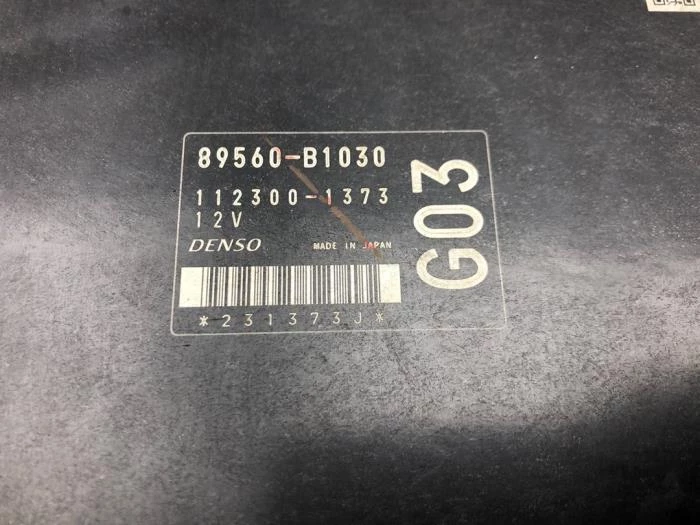 89560-B1030
112300-1373
12V
DENSO MADE IN JAPAN
*231373J*
G03